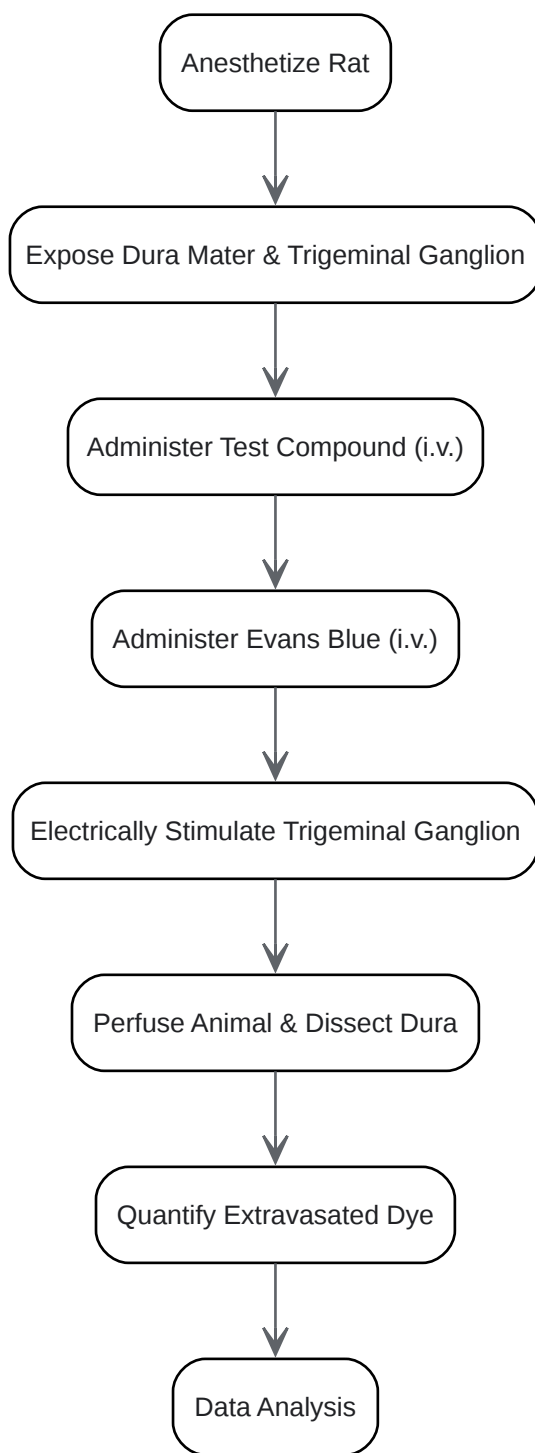 Anesthetize Rat
Expose Dura Mater & Trigeminal Ganglion
Administer Test Compound (i.v.)
Administer Evans Blue (i.v.)
Electrically Stimulate Trigeminal Ganglion
Perfuse Animal & Dissect Dura
Quantify Extravasated Dye
Data Analysis